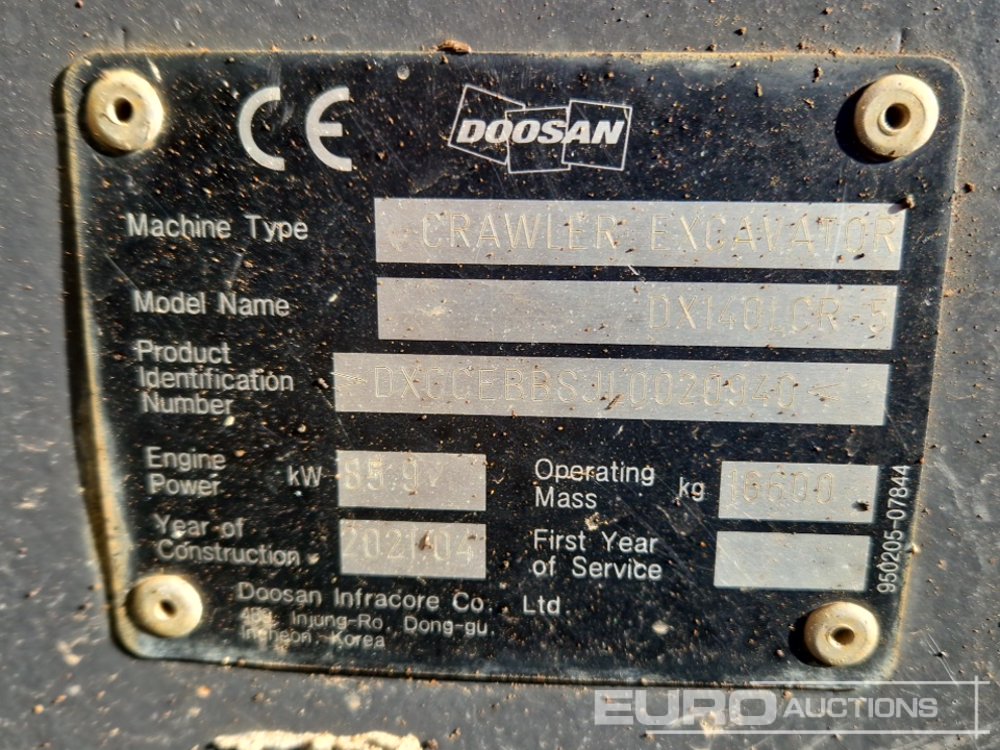 CE DOOSAN
Machine Type CRAWLER EXCAVATOR
Model Name DX140LCR-5
Product
Identification
Number
Engine
Power kW 85.9
Operating
Mass kg 16600
Year of
Construction 2021/04
First Year
of Service
Doosan Infracore Co., Ltd.
489, Injung-Ro, Dong-gu,
Incheon, Korea
950205-07844
EURO AUCTIONS